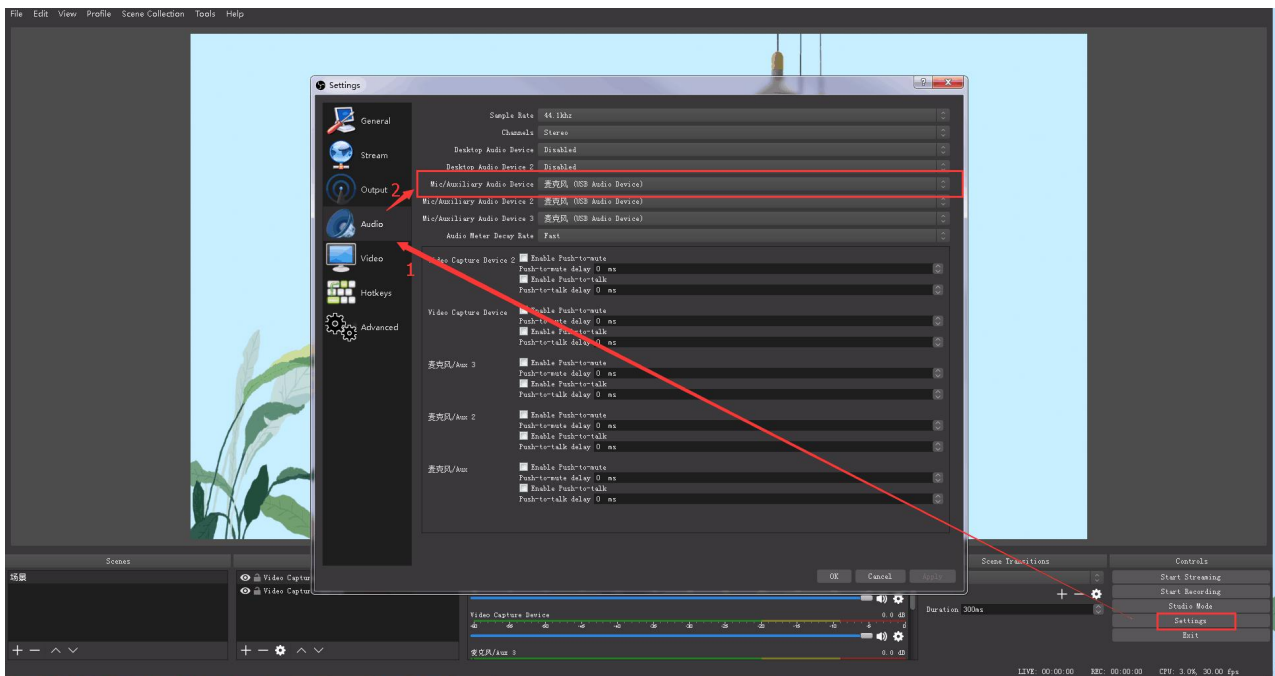 File Edit View Profile Scene Collection Tools Help
Settings
General
Stream
Output
Audio
Video
Hotkeys
Advanced
2
1
Sample Rate 44.1khz
Channels Stereo
Desktop Audio Device Disabled
Desktop Audio Device 2 Disabled
Mic/Auxiliary Audio Device 麦克风 (USB Audio Device)
Mic/Auxiliary Audio Device 2 麦克风 (USB Audio Device)
Mic/Auxiliary Audio Device 3 麦克风 (USB Audio Device)
Audio Meter Decay Rate Fast
Video Capture Device 2 Enable Push-to-mute
Push-to-mute delay 0 ms
Enable Push-to-talk
Push-to-talk delay 0 ms
Video Capture Device Enable Push-to-mute
Push-to-mute delay 0 ms
Enable Push-to-talk
Push-to-talk delay 0 ms
麦克风/Aux 3 Enable Push-to-mute
Push-to-mute delay 0 ms
Enable Push-to-talk
Push-to-talk delay 0 ms
麦克风/Aux 2 Enable Push-to-mute
Push-to-mute delay 0 ms
Enable Push-to-talk
Push-to-talk delay 0 ms
麦克风/Aux Enable Push-to-mute
Push-to-mute delay 0 ms
Enable Push-to-talk
Push-to-talk delay 0 ms
OK Cancel Apply
Scenes
场景
Video Captur
Video Captur
Video Capture Device 0.0 dB
麦克风/Aux 3 0.0 dB
Scene Transitions
Duration 300ms
Controls
Start Streaming
Start Recording
Studio Mode
Settings
Exit
LIVE: 00:00:00 REC: 00:00:00 CPU: 3.0%, 30.00 fps